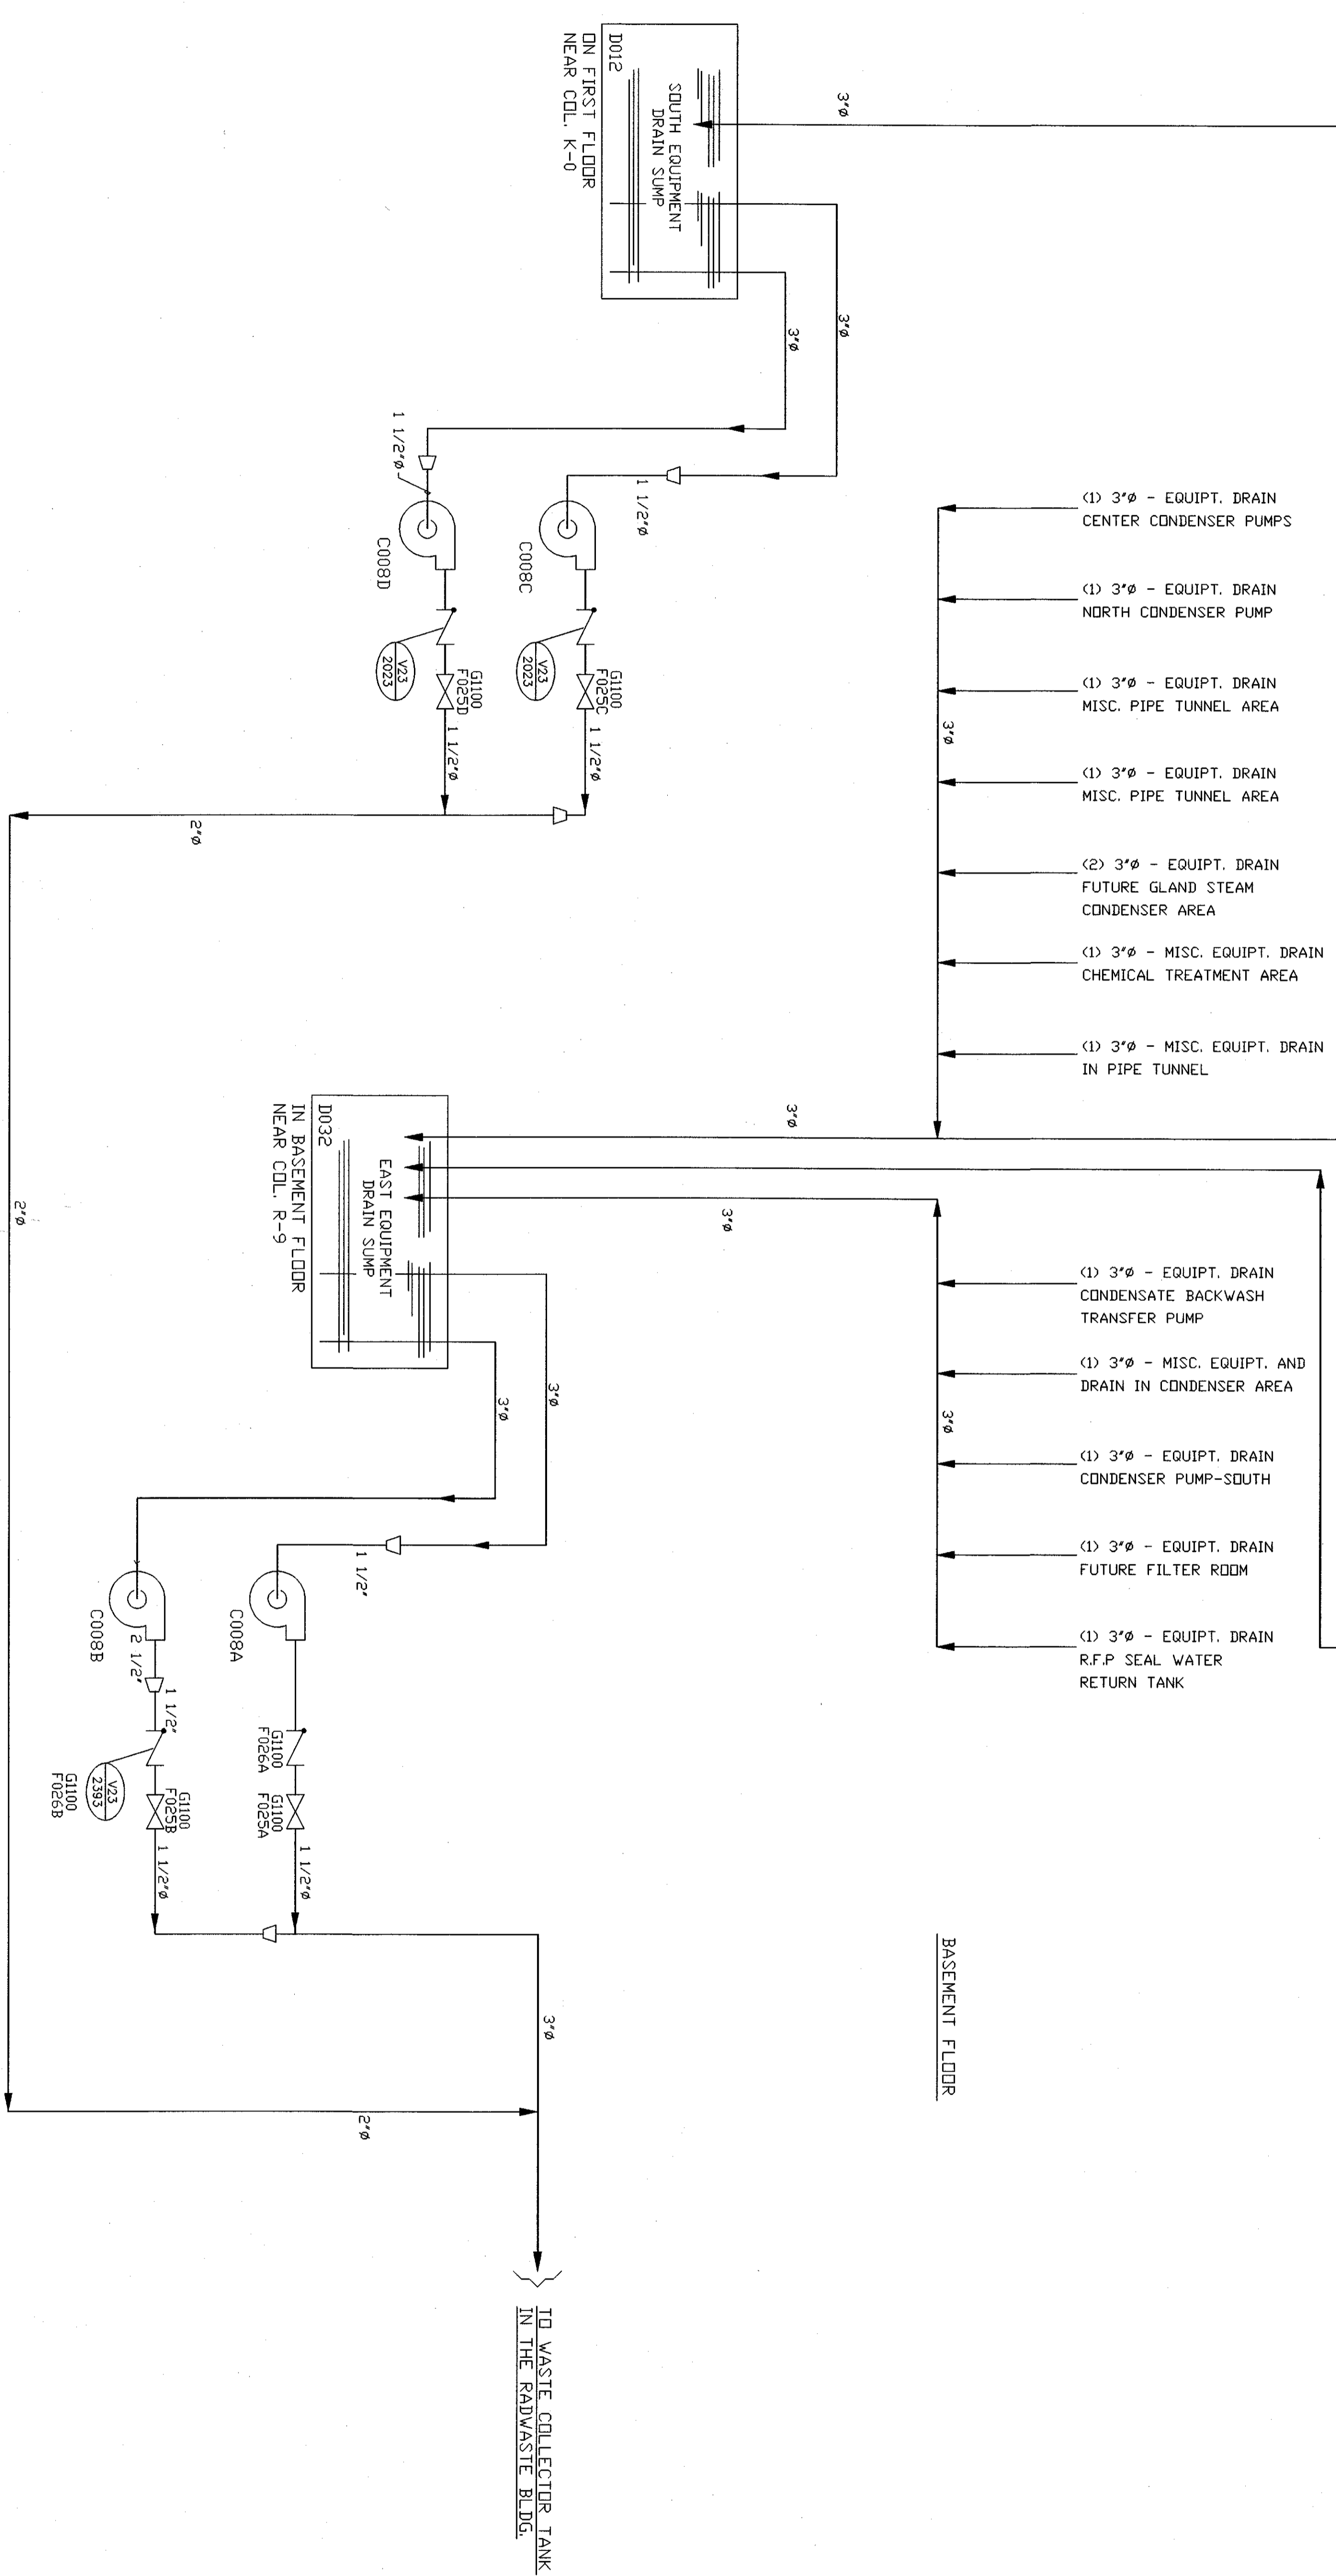 D012
SOUTH EQUIPMENT
DRAIN SUMP
ON FIRST FLOOR
NEAR COL. K-0
3"Ø
3"Ø
3"Ø
1 1/2"Ø
1 1/2"Ø
C008C
C008D
V23
2023
V23
2023
G1100
F025C
G1100
F025D
1 1/2"Ø
1 1/2"Ø
2"Ø
2"Ø
(1) 3"Ø - EQUIPT. DRAIN
CENTER CONDENSER PUMPS
(1) 3"Ø - EQUIPT. DRAIN
NORTH CONDENSER PUMP
(1) 3"Ø - EQUIPT. DRAIN
MISC. PIPE TUNNEL AREA
3"Ø
(1) 3"Ø - EQUIPT. DRAIN
MISC. PIPE TUNNEL AREA
(2) 3"Ø - EQUIPT. DRAIN
FUTURE GLAND STEAM
CONDENSER AREA
(1) 3"Ø - MISC. EQUIPT. DRAIN
CHEMICAL TREATMENT AREA
(1) 3"Ø - MISC. EQUIPT. DRAIN
IN PIPE TUNNEL
3"Ø
3"Ø
D032
EAST EQUIPMENT
DRAIN SUMP
IN BASEMENT FLOOR
NEAR COL. R-9
(1) 3"Ø - EQUIPT. DRAIN
CONDENSATE BACKWASH
TRANSFER PUMP
(1) 3"Ø - MISC. EQUIPT. AND
DRAIN IN CONDENSER AREA
3"Ø
(1) 3"Ø - EQUIPT. DRAIN
CONDENSER PUMP-SOUTH
(1) 3"Ø - EQUIPT. DRAIN
FUTURE FILTER ROOM
(1) 3"Ø - EQUIPT. DRAIN
R.F.P SEAL WATER
RETURN TANK
3"Ø
3"Ø
1 1/2"
C008A
C008B
2 1/2"
1 1/2"
G1100
F026A
G1100
F025A
V23
2393
G1100
F026B
G1100
F025B
1 1/2"Ø
1 1/2"Ø
3"Ø
2"Ø
BASEMENT FLOOR
TO WASTE COLLECTOR TANK
IN THE RADWASTE BLDG.